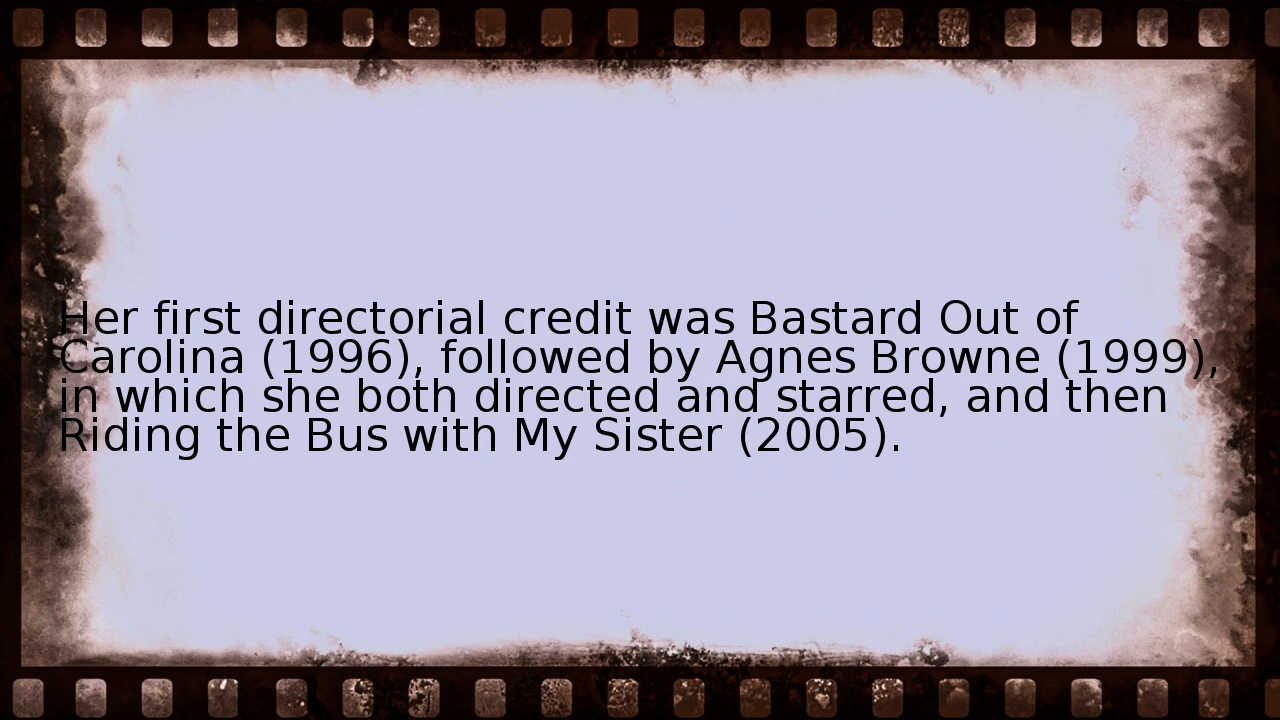 Her first directorial credit was Bastard Out of
Carolina (1996), followed by Agnes Browne (1999),
in which she both directed and starred, and then
Riding the Bus with My Sister (2005).